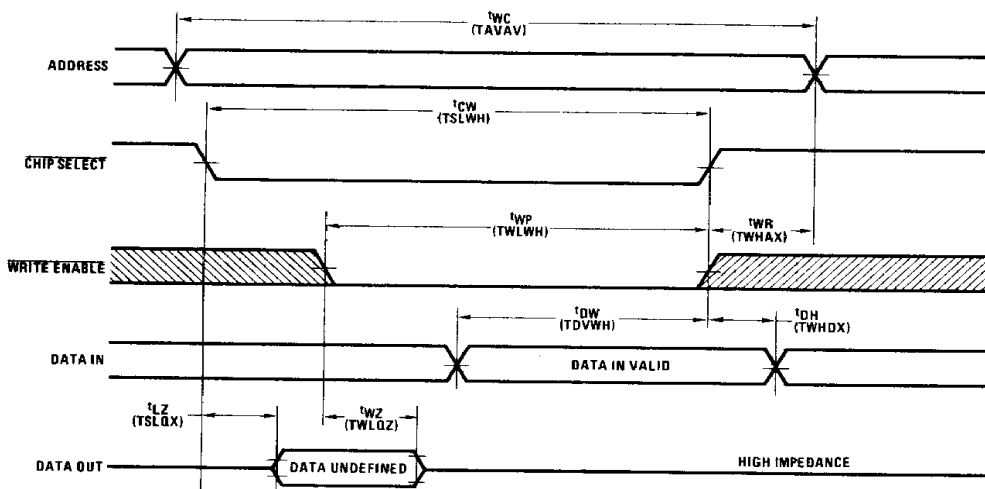 tWC
(TAVAV)
ADDRESS
tCW
(TSLWH)
CHIP SELECT
tWP
(TWLWH)
tWR
(TWHAX)
WRITE ENABLE
tDW
(TDVWH)
tDH
(TWHDX)
DATA IN
DATA IN VALID
tLZ
(TSLQX)
tWZ
(TWLQZ)
DATA OUT
DATA UNDEFINED
HIGH IMPEDANCE